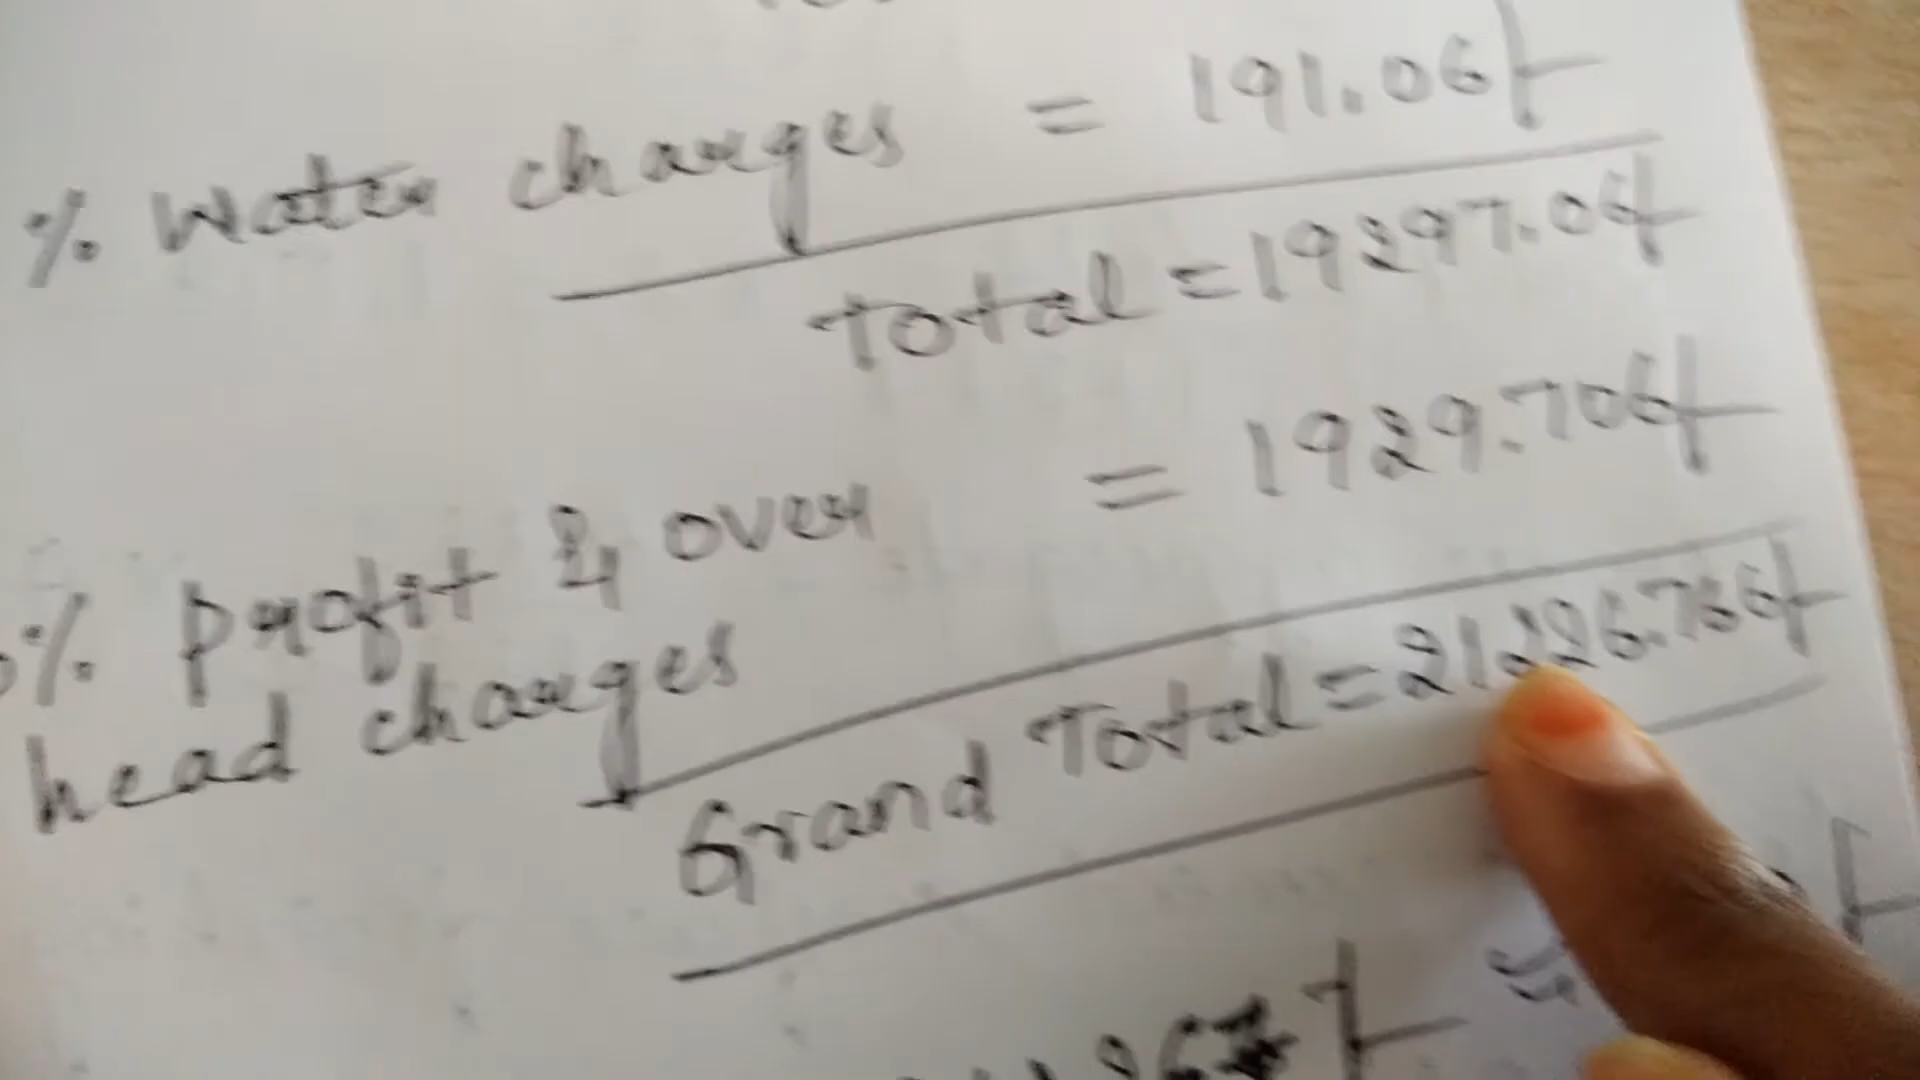 % Water charges = 191.06/-
Total = 19297.06/-
% Profit & over = 1929.706/-
head charges
Grand Total = 21226.766/-